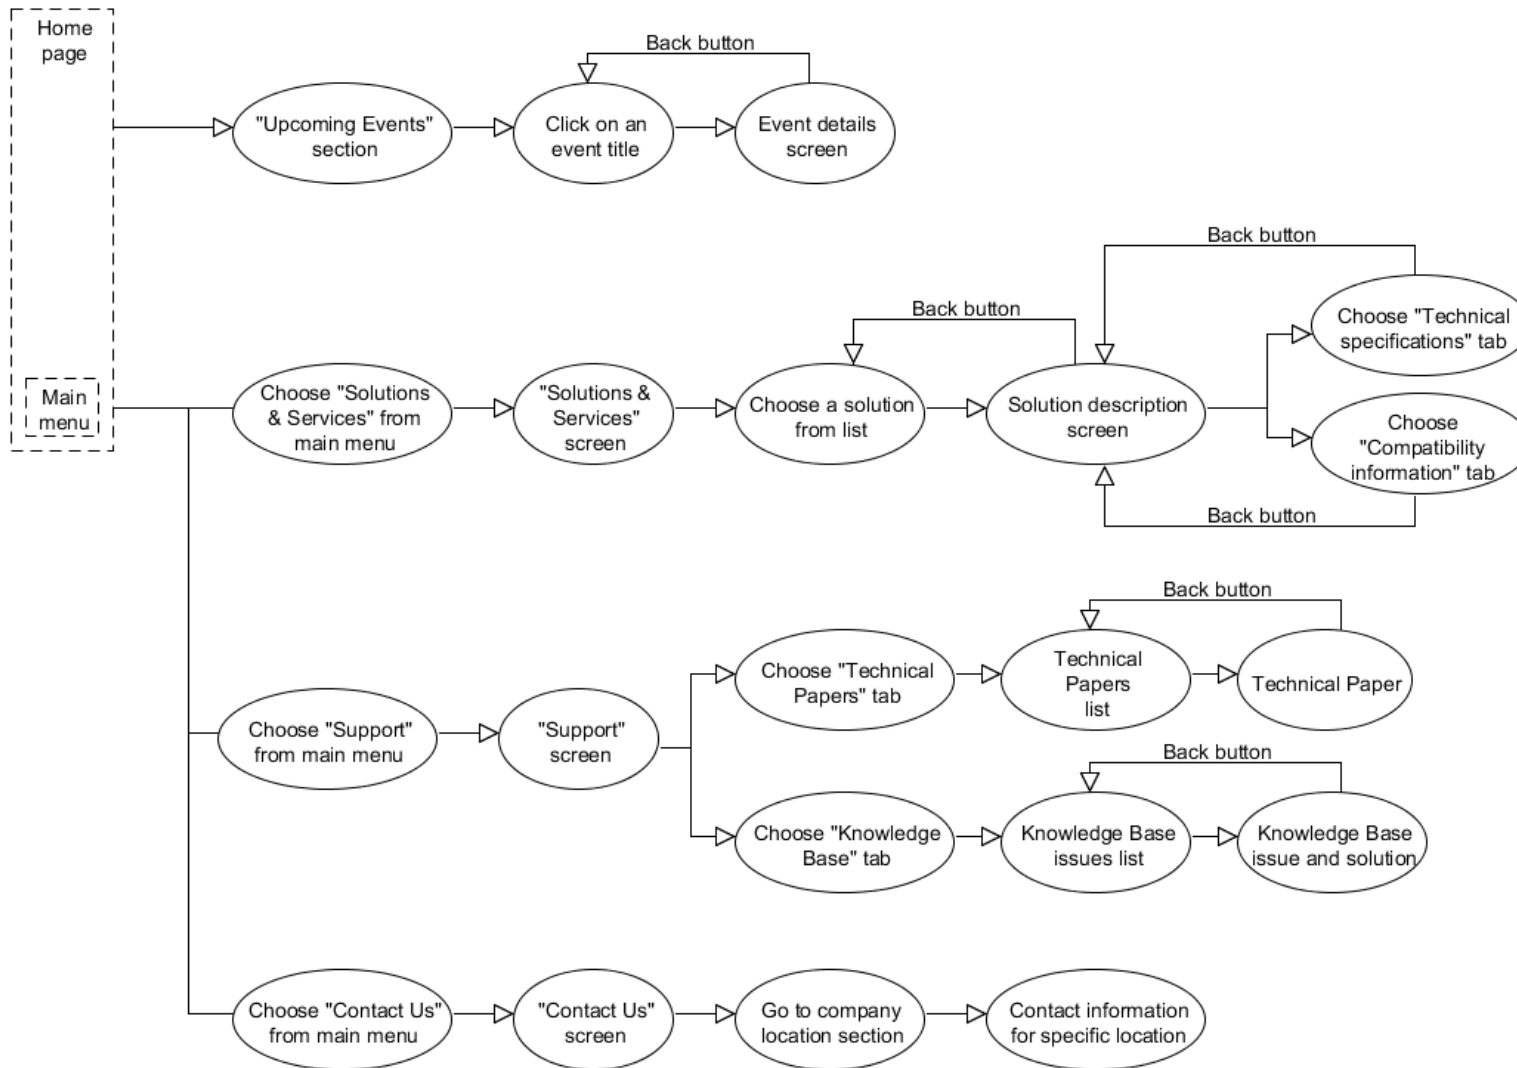 Home
page
Back button
"Upcoming Events"
section
Click on an
event title
Event details
screen
Back button
Back button
Choose "Technical
specifications" tab
Main
menu
Choose "Solutions
& Services" from
main menu
"Solutions &
Services"
screen
Choose a solution
from list
Solution description
screen
Choose
"Compatibility
information" tab
Back button
Back button
Choose "Technical
Papers" tab
Technical
Papers
list
Technical Paper
Choose "Support"
from main menu
"Support"
screen
Back button
Choose "Knowledge
Base" tab
Knowledge Base
issues list
Knowledge Base
issue and solution
Choose "Contact Us"
from main menu
"Contact Us"
screen
Go to company
location section
Contact information
for specific location